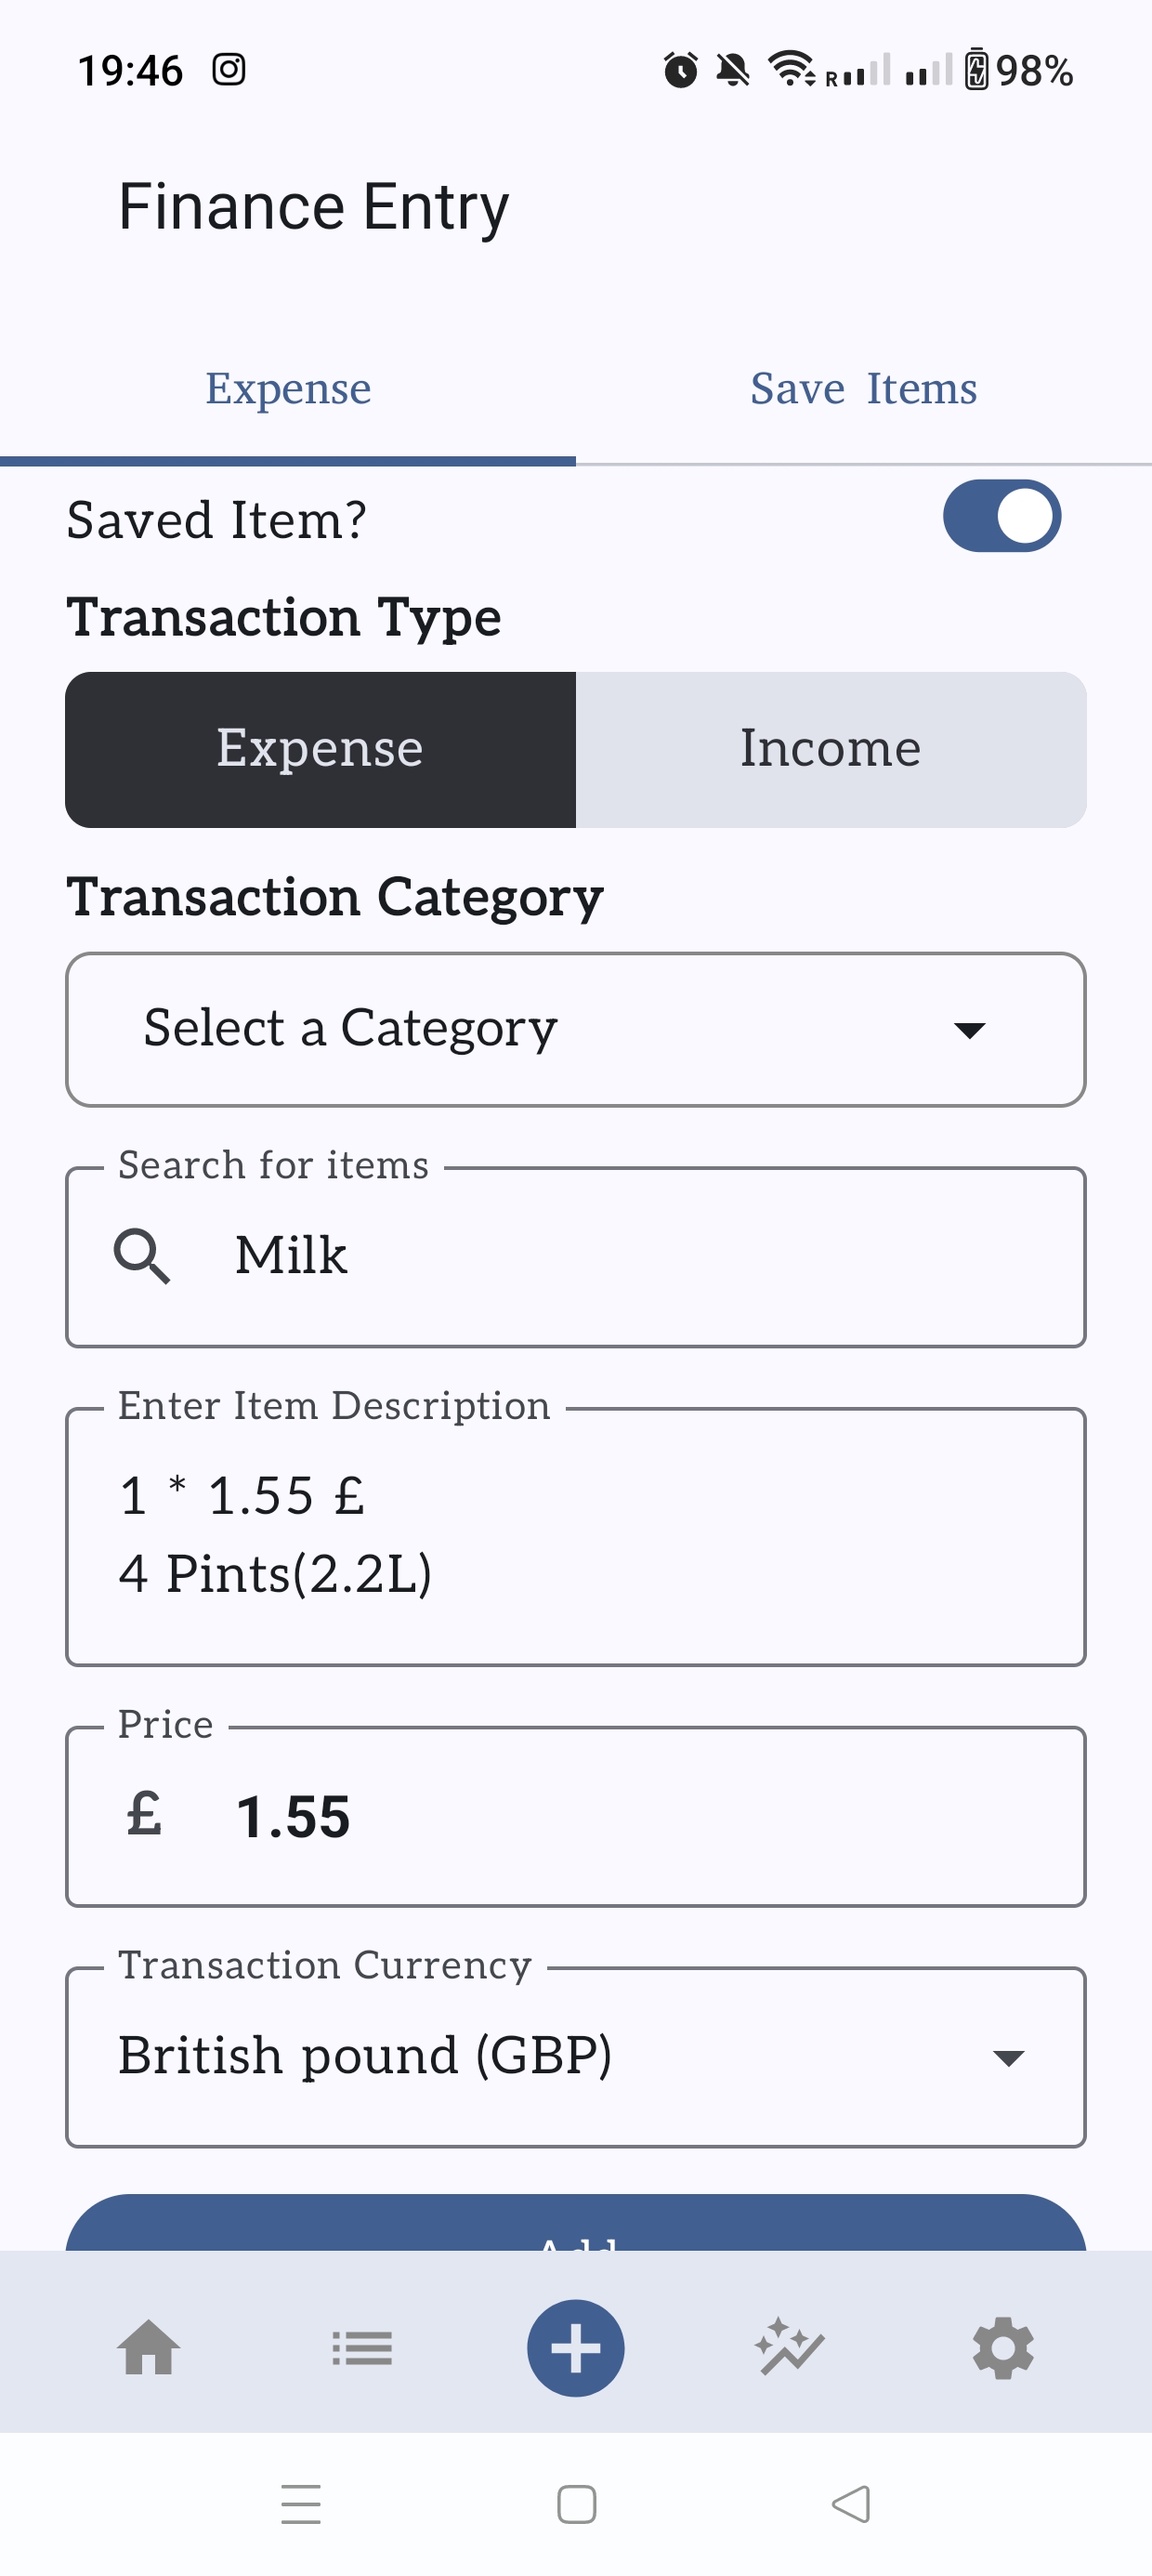 19:46
R
98%
Finance Entry
Expense
Save Items
Saved Item?
Transaction Type
Expense
Income
Transaction Category
Select a Category
Search for items
Milk
Enter Item Description
1 * 1.55 £
4 Pints(2.2L)
Price
£ 1.55
Transaction Currency
British pound (GBP)
Add